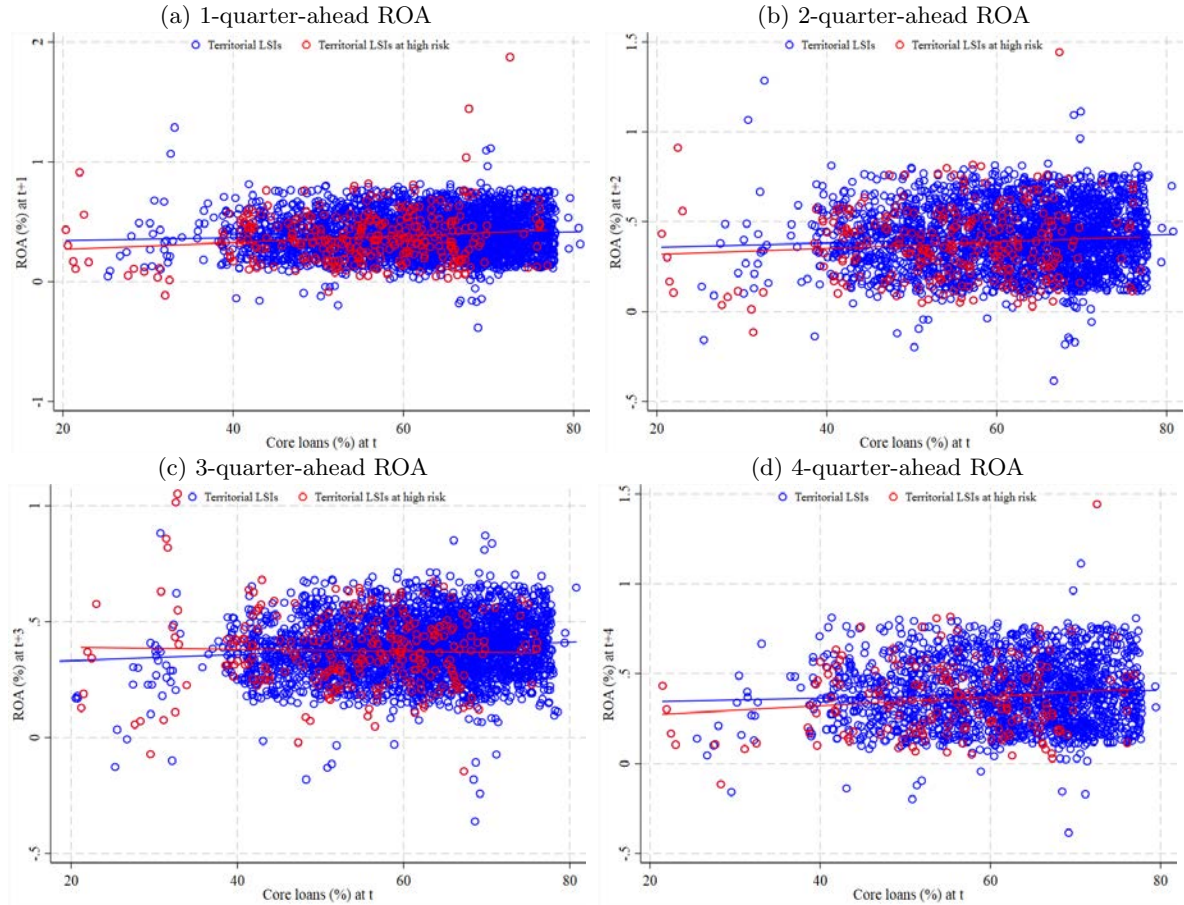 (a) 1-quarter-ahead ROA
Territorial LSIs Territorial LSIs at high risk
2
1
0
-1
ROA (%) at t+1
20 40 60 80
Core loans (%) at t
(b) 2-quarter-ahead ROA
Territorial LSIs Territorial LSIs at high risk
1.5
1
.5
0
-.5
ROA (%) at t+2
20 40 60 80
Core loans (%) at t
(c) 3-quarter-ahead ROA
Territorial LSIs Territorial LSIs at high risk
1
.5
0
-.5
ROA (%) at t+3
20 40 60 80
Core loans (%) at t
(d) 4-quarter-ahead ROA
Territorial LSIs Territorial LSIs at high risk
1.5
1
.5
0
-.5
ROA (%) at t+4
20 40 60 80
Core loans (%) at t